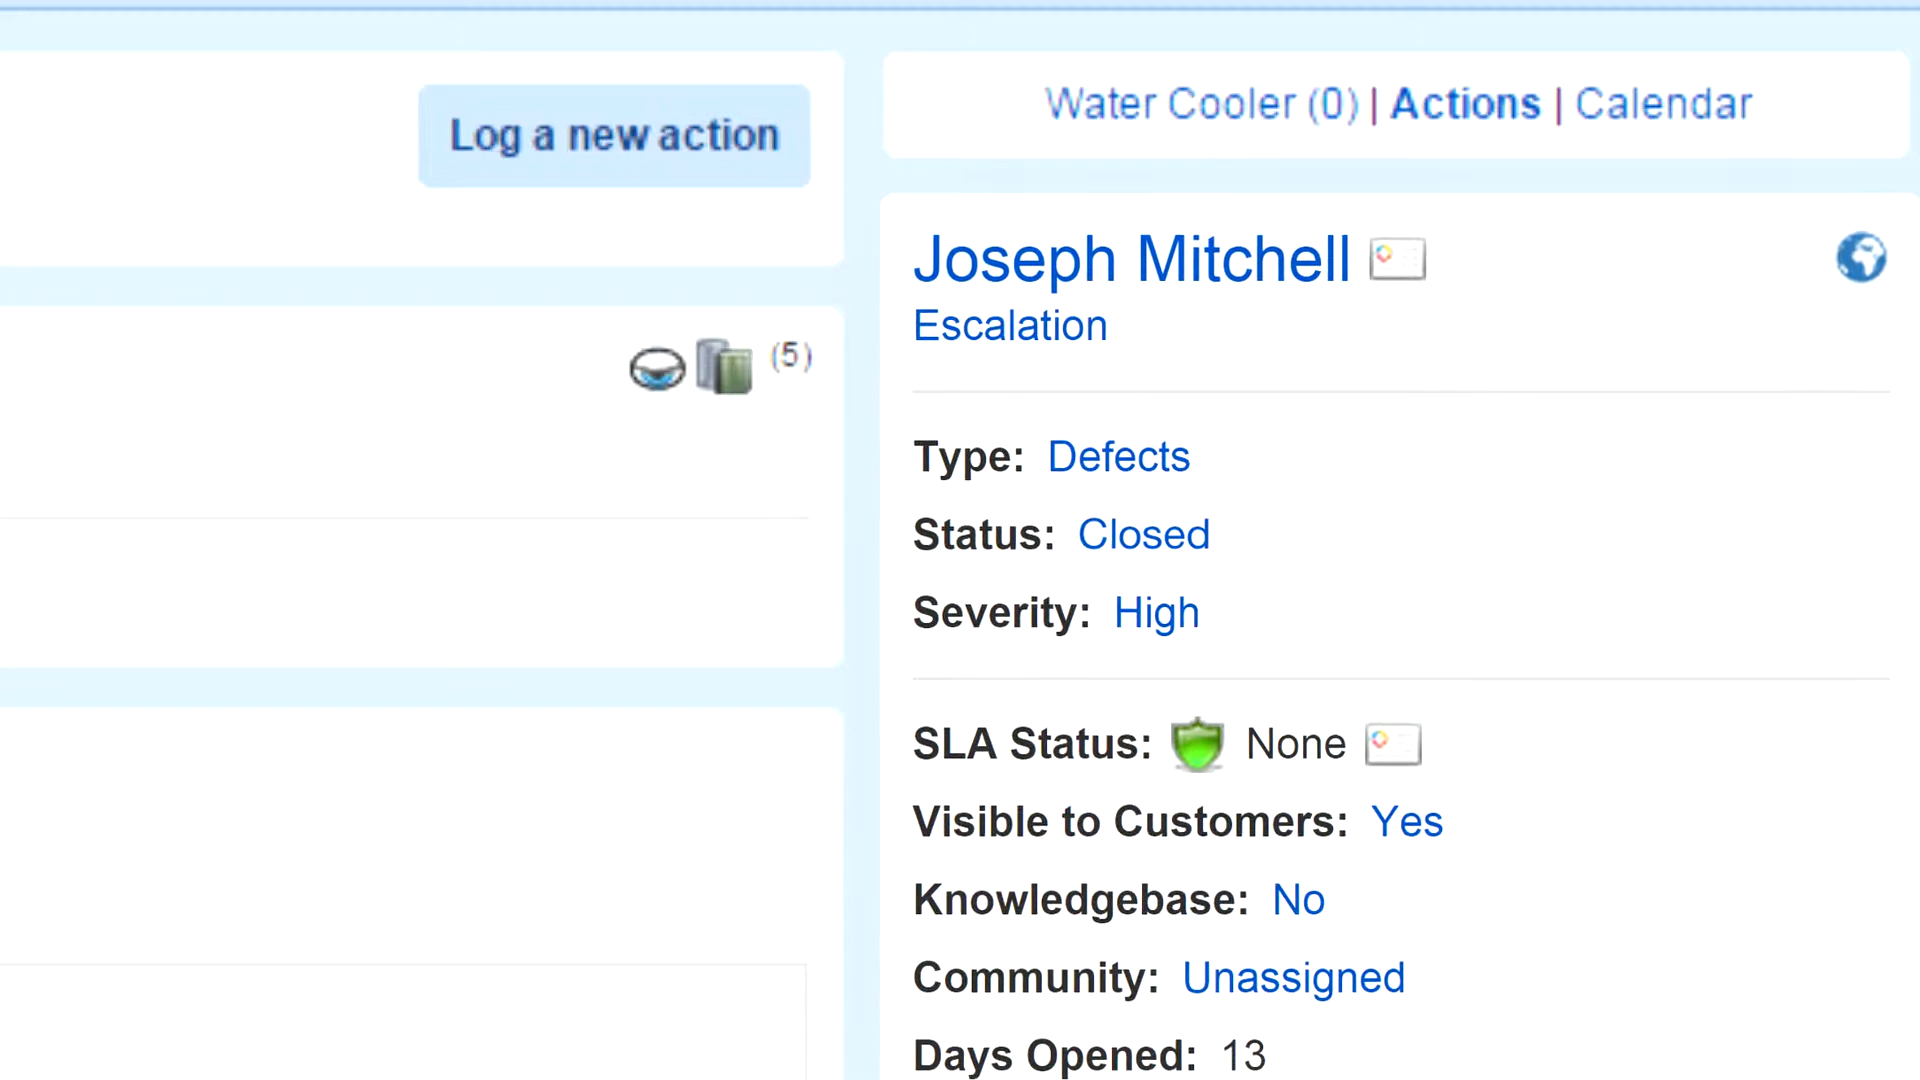 Log a new action
Water Cooler (0) | Actions | Calendar
(5)
Joseph Mitchell
Escalation
Type: Defects
Status: Closed
Severity: High
SLA Status: None
Visible to Customers: Yes
Knowledgebase: No
Community: Unassigned
Days Opened: 13